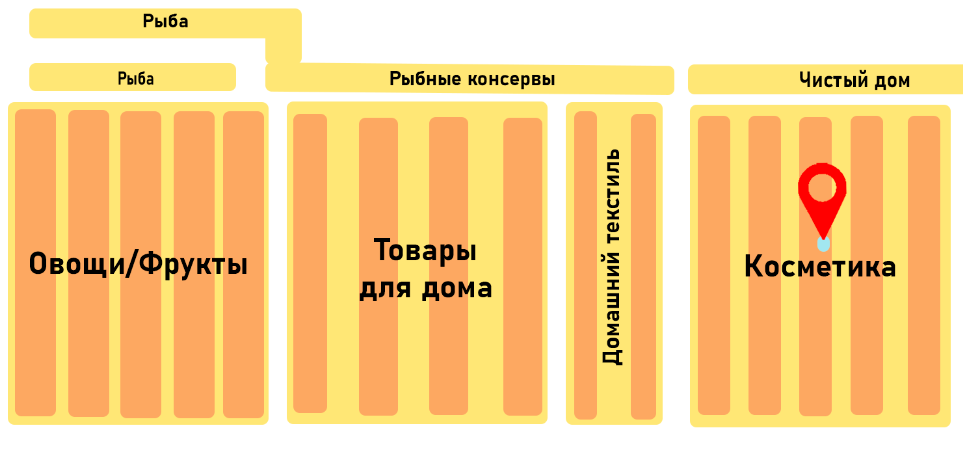 Рыба
Рыба
Рыбные консервы
Чистый дом
Овощи/Фрукты
Товары
для дома
Домашний текстиль
Косметика